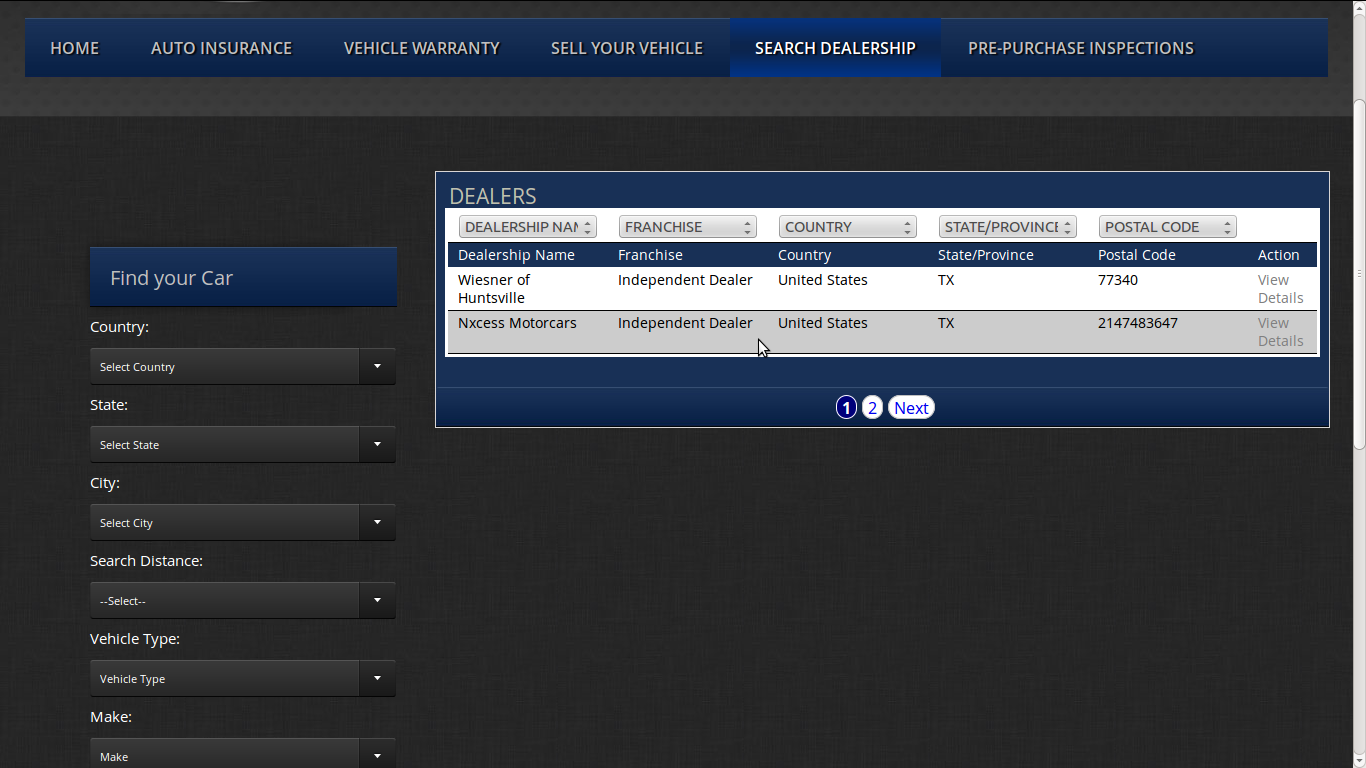 HOME AUTO INSURANCE VEHICLE WARRANTY SELL YOUR VEHICLE SEARCH DEALERSHIP PRE-PURCHASE INSPECTIONS
DEALERS
DEALERSHIP NAM FRANCHISE COUNTRY STATE/PROVINCE POSTAL CODE
Dealership Name Franchise Country State/Province Postal Code Action
Wiesner of Independent Dealer United States TX 77340 View
Huntsville Details
Nxcess Motorcars Independent Dealer United States TX 2147483647 View
Details
1 2 Next
Find your Car
Country:
Select Country
State:
Select State
City:
Select City
Search Distance:
--Select--
Vehicle Type:
Vehicle Type
Make:
Make